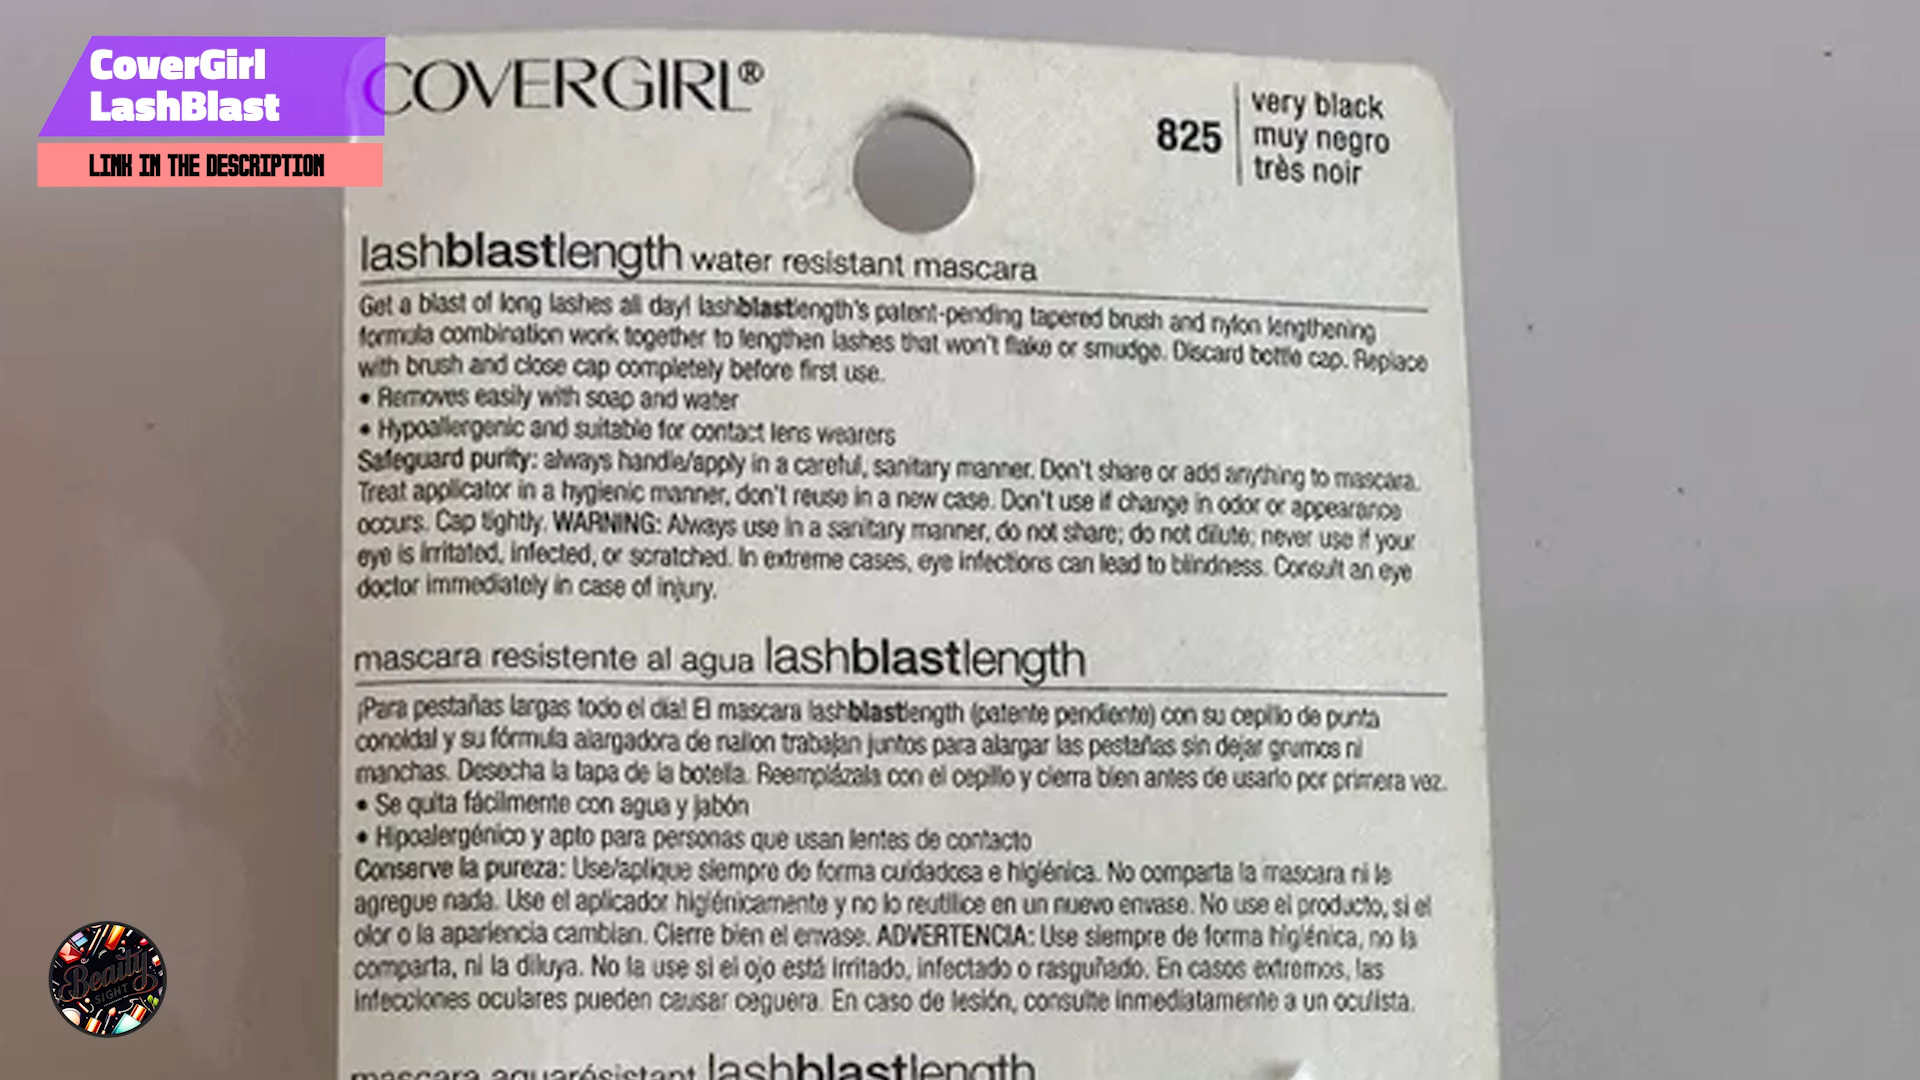 CoverGirl
LashBlast
LINK IN THE DESCRIPTION
COVERGIRL®
825
very black
muy negro
très noir
lashblastlength water resistant mascara
Get a blast of long lashes all day! lashblastlength's patent-pending tapered brush and nylon lengthening
formula combination work together to lengthen lashes that won't flake or smudge. Discard bottle cap. Replace
with brush and close cap completely before first use.
• Removes easily with soap and water
• Hypoallergenic and suitable for contact lens wearers
Safeguard purity: always handle/apply in a careful, sanitary manner. Don't share or add anything to mascara.
Treat applicator in a hygienic manner, don't reuse in a new case. Don't use if change in odor or appearance
occurs. Cap tightly. WARNING: Always use in a sanitary manner, do not share; do not dilute; never use if your
eye is irritated, infected, or scratched. In extreme cases, eye infections can lead to blindness. Consult an eye
doctor immediately in case of injury.
mascara resistente al agua lashblastlength
¡Para pestañas largas todo el día! El mascara lashblastlength (patente pendiente) con su cepillo de punta
conoidal y su fórmula alargadora de nailon trabajan juntos para alargar las pestañas sin dejar grumos ni
manchas. Desecha la tapa de la botella. Reemplázala con el cepillo y cierra bien antes de usarlo por primera vez.
• Se quita fácilmente con agua y jabón
• Hipoalergénico y apto para personas que usan lentes de contacto
Conserve la pureza: Use/aplique siempre de forma cuidadosa e higiénica. No comparta la mascara ni le
agregue nada. Use el aplicador higiénicamente y no lo reutilice en un nuevo envase. No use el producto, si el
olor o la apariencia cambian. Cierre bien el envase. ADVERTENCIA: Use siempre de forma higiénica, no la
comparta, ni la diluya. No la use si el ojo está irritado, infectado o rasguñado. En casos extremos, las
infecciones oculares pueden causar ceguera. En caso de lesión, consulte inmediatamente a un oculista.
mascara aquarésistant lashblastlength
Beauty
SIGHT